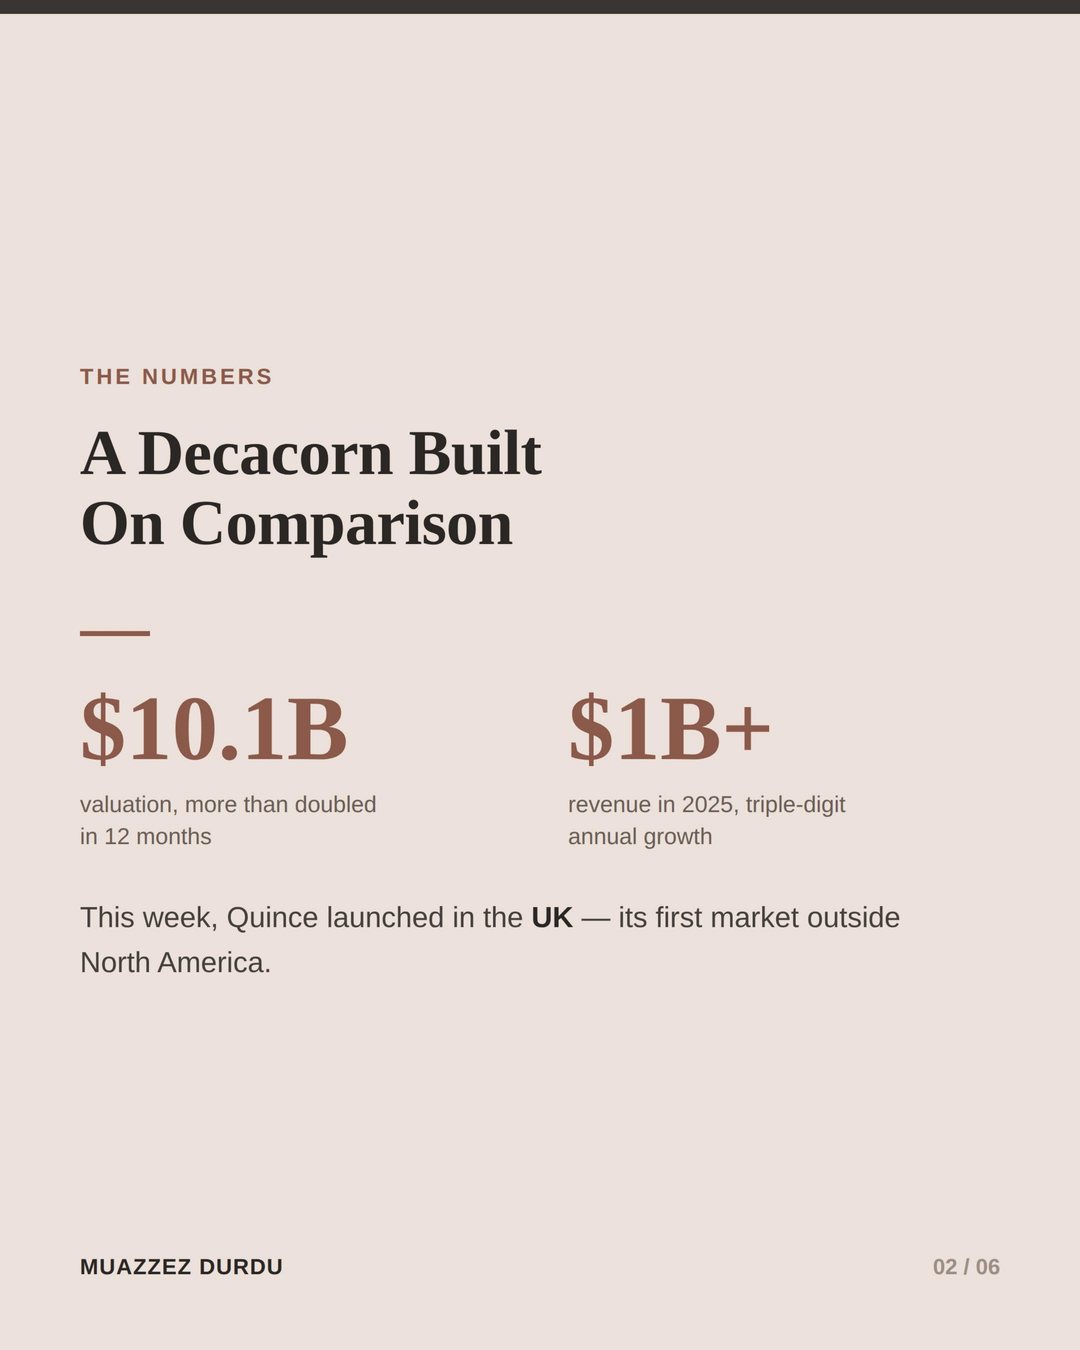 THE NUMBERS
A Decacorn Built
On Comparison
$10.1B
valuation, more than doubled
in 12 months
$1B+
revenue in 2025, triple-digit
annual growth
This week, Quince launched in the UK — its first market outside
North America.
MUAZZEZ DURDU
02 / 06